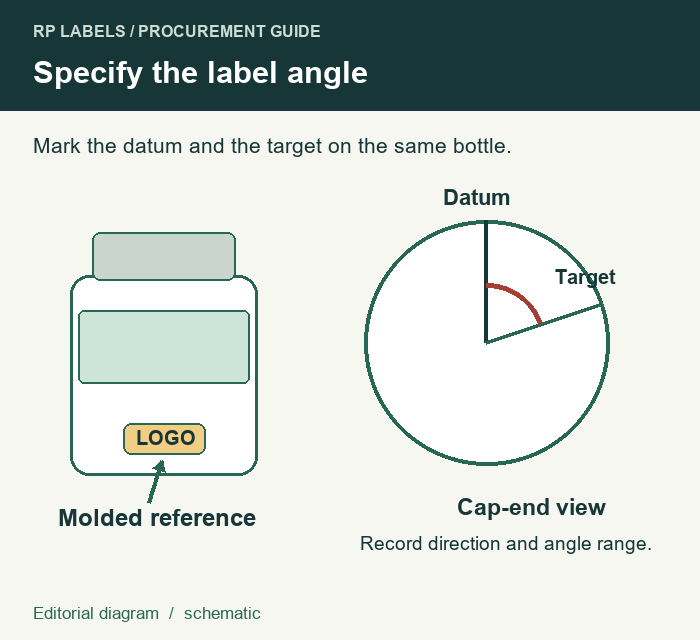 RP LABELS / PROCUREMENT GUIDE
Specify the label angle
Mark the datum and the target on the same bottle.
Datum
Target
LOGO
Molded reference
Cap-end view
Record direction and angle range.
Editorial diagram / schematic